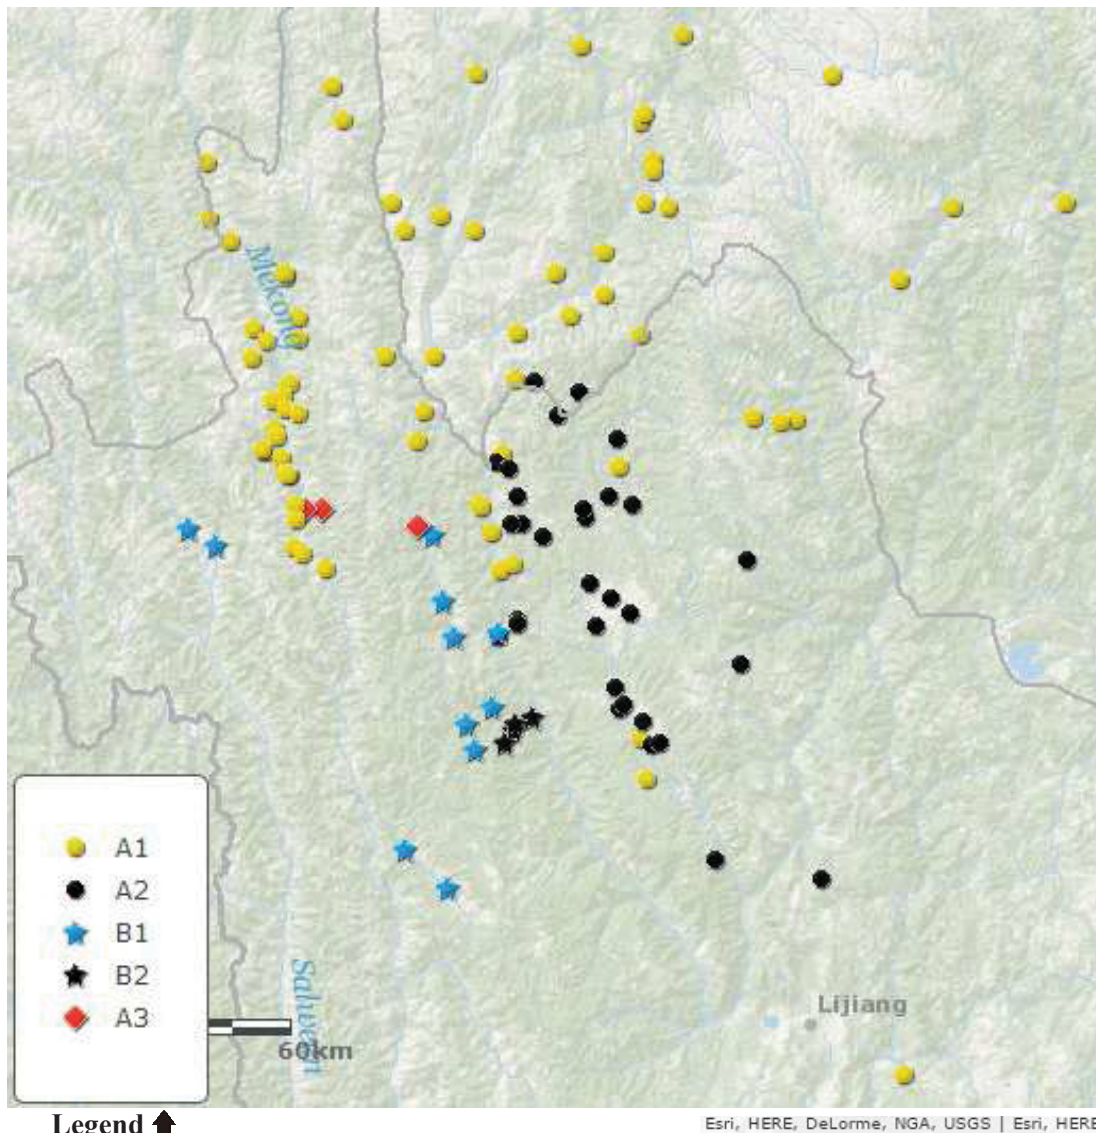 Mekong
A1
A2
B1
B2
A3
Salween
60km
Lijiang
Legend
Esri, HERE, DeLorme, NGA, USGS | Esri, HERE